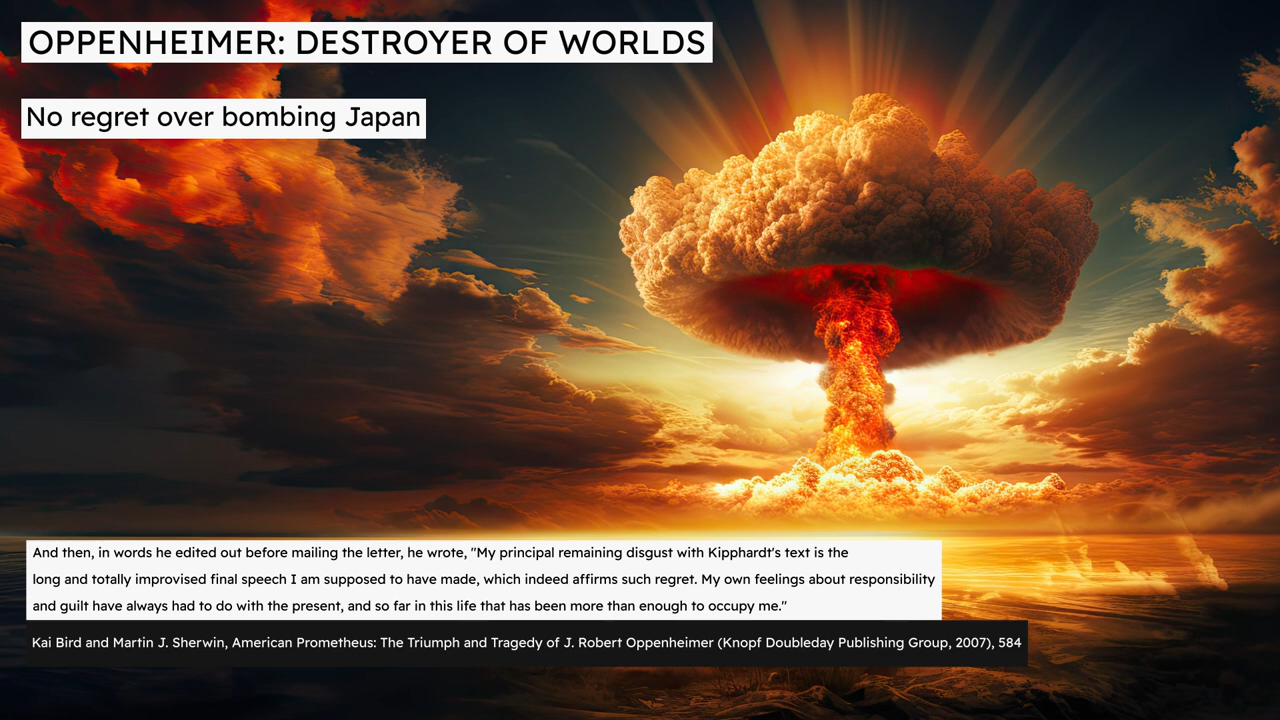 OPPENHEIMER: DESTROYER OF WORLDS
No regret over bombing Japan
And then, in words he edited out before mailing the letter, he wrote, "My principal remaining disgust with Kipphardt's text is the
long and totally improvised final speech I am supposed to have made, which indeed affirms such regret. My own feelings about responsibility
and guilt have always had to do with the present, and so far in this life that has been more than enough to occupy me."
Kai Bird and Martin J. Sherwin, American Prometheus: The Triumph and Tragedy of J. Robert Oppenheimer (Knopf Doubleday Publishing Group, 2007), 584